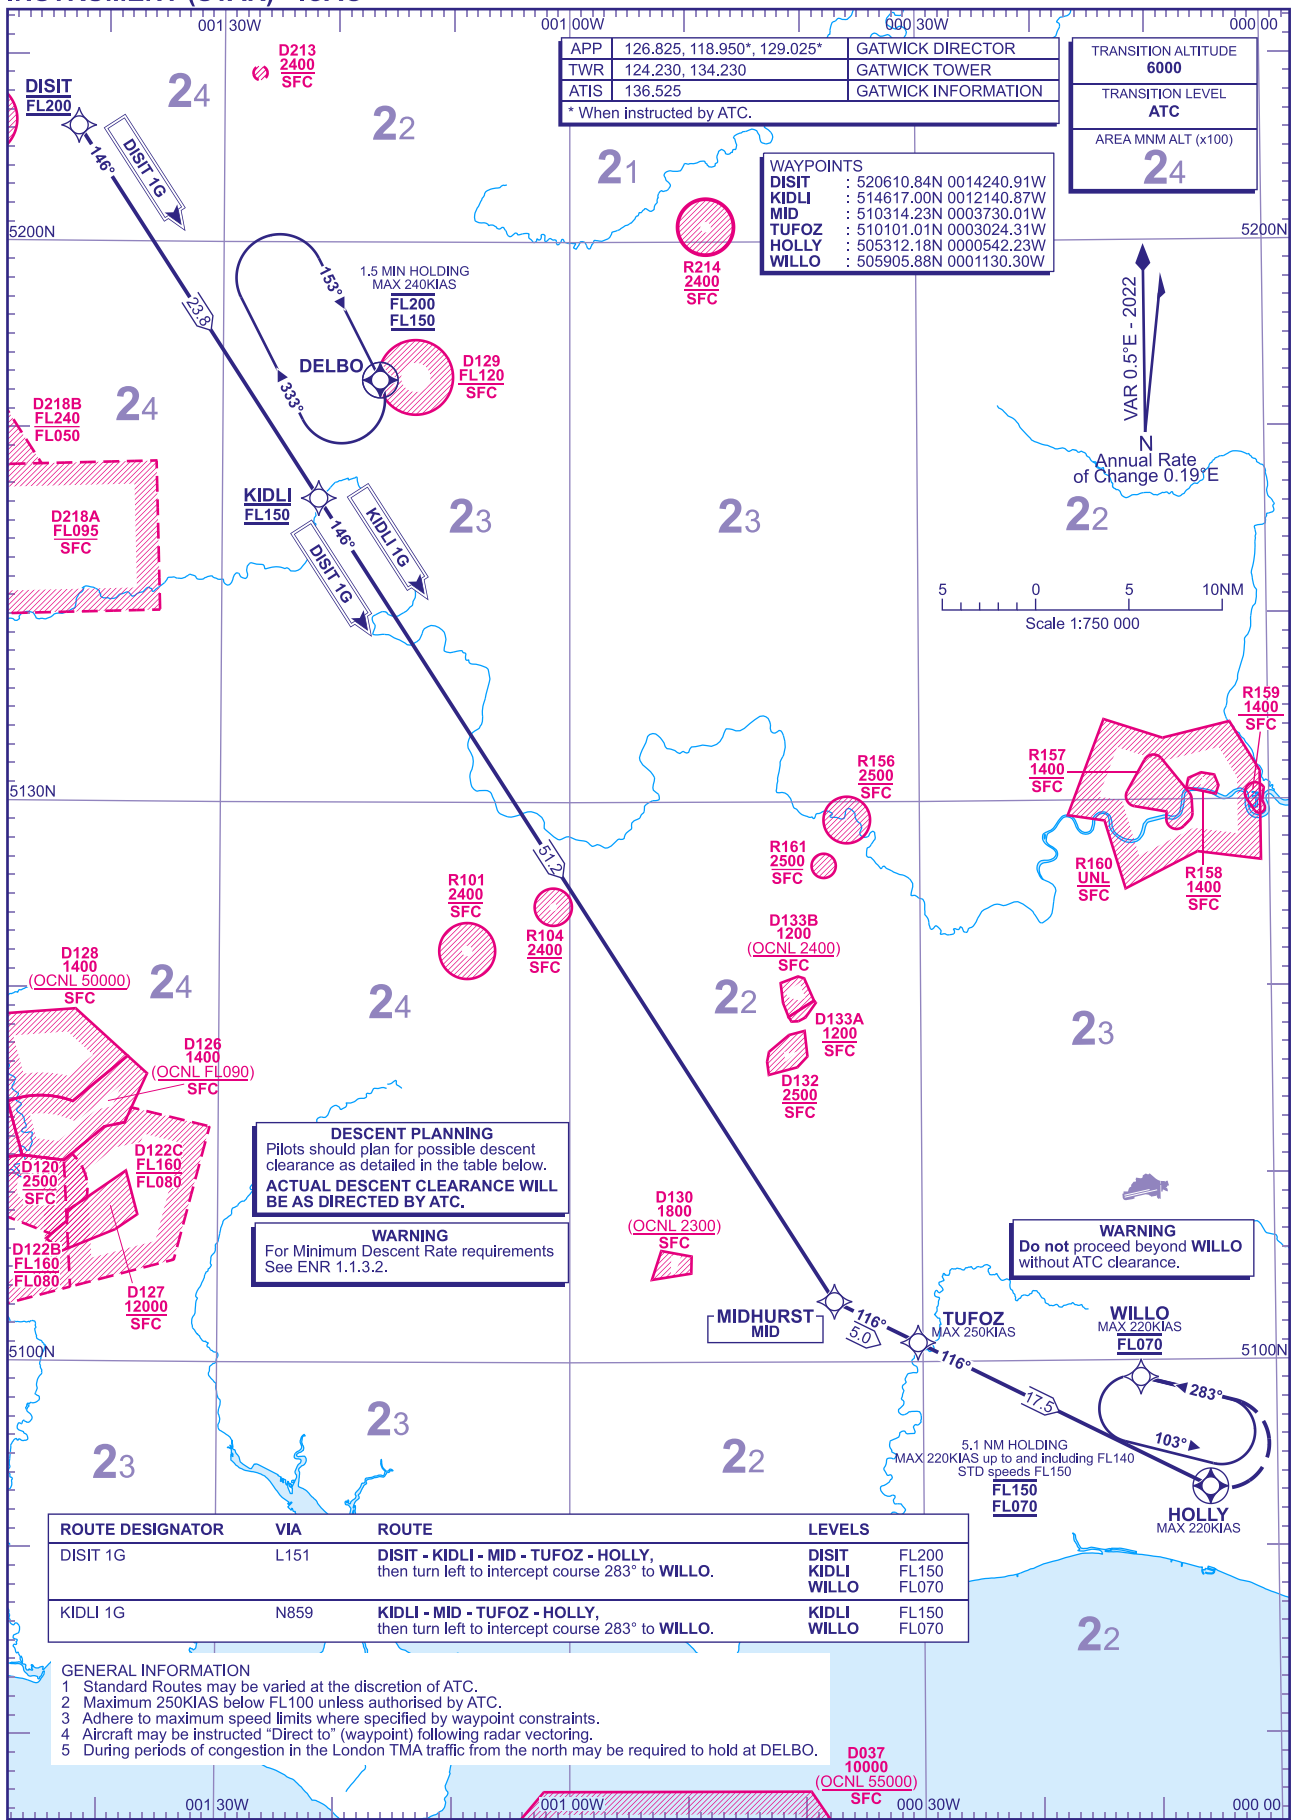 001 30W
001 00W
000 30W
000 00
APP 126.825, 118.950*, 129.025* GATWICK DIRECTOR
TWR 124.230, 134.230 GATWICK TOWER
ATIS 136.525 GATWICK INFORMATION
* When instructed by ATC.
TRANSITION ALTITUDE
6000
TRANSITION LEVEL
ATC
AREA MNM ALT (x100)
24
D213
2400
SFC
DISIT
FL200
24
22
21
146°
DISIT 1G
WAYPOINTS
DISIT : 520610.84N 0014240.91W
KIDLI : 514617.00N 0012140.87W
MID : 510314.23N 0003730.01W
TUFOZ : 510101.01N 0003024.31W
HOLLY : 505312.18N 0000542.23W
WILLO : 505905.88N 0001130.30W
5200N
5200N
R214
2400
SFC
1.5 MIN HOLDING
MAX 240KIAS
FL200
FL150
153°
333°
23.8
DELBO
D129
FL120
SFC
VAR 0.5°E - 2022
N
Annual Rate
of Change 0.19°E
D218B
FL240
FL050
24
D218A
FL095
SFC
KIDLI
FL150
146°
KIDLI 1G
DISIT 1G
23
23
22
5 0 5 10NM
Scale 1:750 000
R159
1400
SFC
R157
1400
SFC
R156
2500
SFC
5130N
R161
2500
SFC
R160
UNL
SFC
R158
1400
SFC
51.2
R101
2400
SFC
R104
2400
SFC
D133B
1200
(OCNL 2400)
SFC
D128
1400
(OCNL 50000)
SFC
24
24
22
23
D133A
1200
SFC
D126
1400
(OCNL FL090)
SFC
D132
2500
SFC
DESCENT PLANNING
Pilots should plan for possible descent
clearance as detailed in the table below.
ACTUAL DESCENT CLEARANCE WILL
BE AS DIRECTED BY ATC.
D120
2500
SFC
D122C
FL160
FL080
D130
1800
(OCNL 2300)
SFC
WARNING
For Minimum Descent Rate requirements
See ENR 1.1.3.2.
WARNING
Do not proceed beyond WILLO
without ATC clearance.
D122B
FL160
FL080
D127
12000
SFC
MIDHURST
MID
116°
5.0
TUFOZ
MAX 250KIAS
WILLO
MAX 220KIAS
FL070
5100N
5100N
116°
17.5
283°
103°
5.1 NM HOLDING
MAX 220KIAS up to and including FL140
STD speeds FL150
FL150
FL070
HOLLY
MAX 220KIAS
23
23
22
ROUTE DESIGNATOR VIA ROUTE LEVELS
DISIT 1G L151 DISIT - KIDLI - MID - TUFOZ - HOLLY, DISIT FL200
then turn left to intercept course 283° to WILLO. KIDLI FL150
WILLO FL070
KIDLI 1G N859 KIDLI - MID - TUFOZ - HOLLY, KIDLI FL150
then turn left to intercept course 283° to WILLO. WILLO FL070
22
GENERAL INFORMATION
1 Standard Routes may be varied at the discretion of ATC.
2 Maximum 250KIAS below FL100 unless authorised by ATC.
3 Adhere to maximum speed limits where specified by waypoint constraints.
4 Aircraft may be instructed “Direct to” (waypoint) following radar vectoring.
5 During periods of congestion in the London TMA traffic from the north may be required to hold at DELBO.
D037
10000
(OCNL 55000)
SFC
001 30W
001 00W
000 30W
000 00